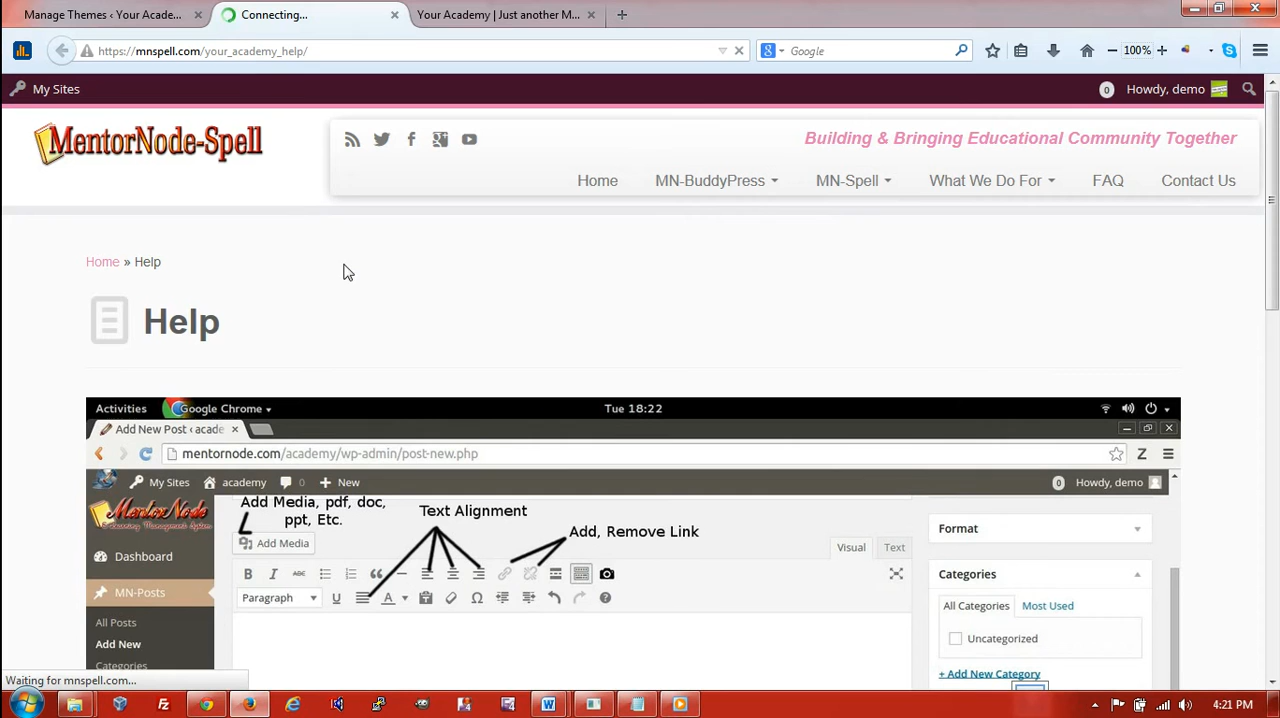 Manage Themes ‹ Your Acade...
Connecting...
Your Academy | Just another M...
https://mnspell.com/your_academy_help/
Google
100%
My Sites
0
Howdy, demo
MentorNode-Spell
Building & Bringing Educational Community Together
Home
MN-BuddyPress
MN-Spell
What We Do For
FAQ
Contact Us
Home » Help
Help
Activities
Google Chrome
Tue 18:22
Add New Post ‹ acade
mentornode.com/academy/wp-admin/post-new.php
My Sites
academy
0
New
0
Howdy, demo
MentorNode
Add Media, pdf, doc,
ppt, Etc.
Text Alignment
Add, Remove Link
Format
Add Media
Visual
Text
Dashboard
Categories
Paragraph
MN-Posts
All Categories
Most Used
All Posts
Uncategorized
Add New
Categories
+ Add New Category
Waiting for mnspell.com...
4:21 PM